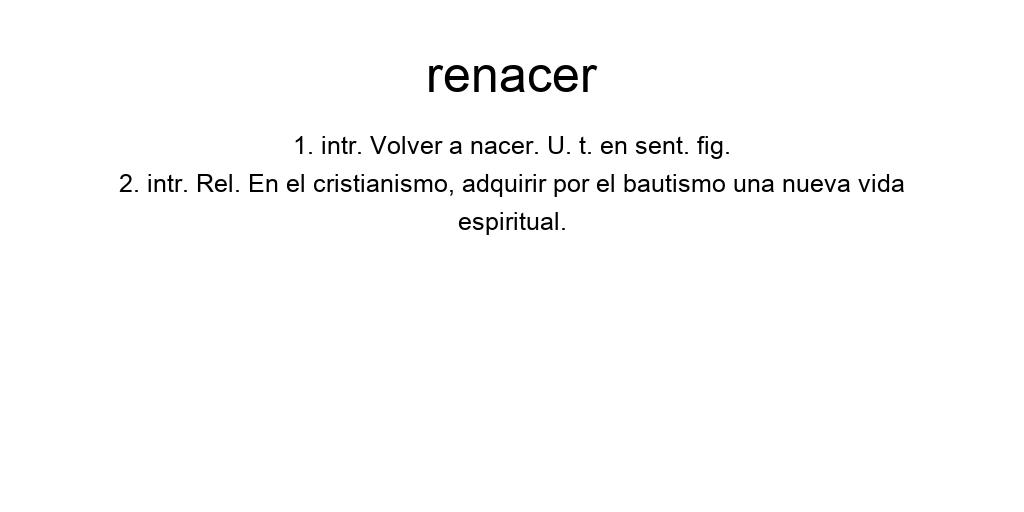 renacer
1. intr. Volver a nacer. U. t. en sent. fig.
2. intr. Rel. En el cristianismo, adquirir por el bautismo una nueva vida
espiritual.